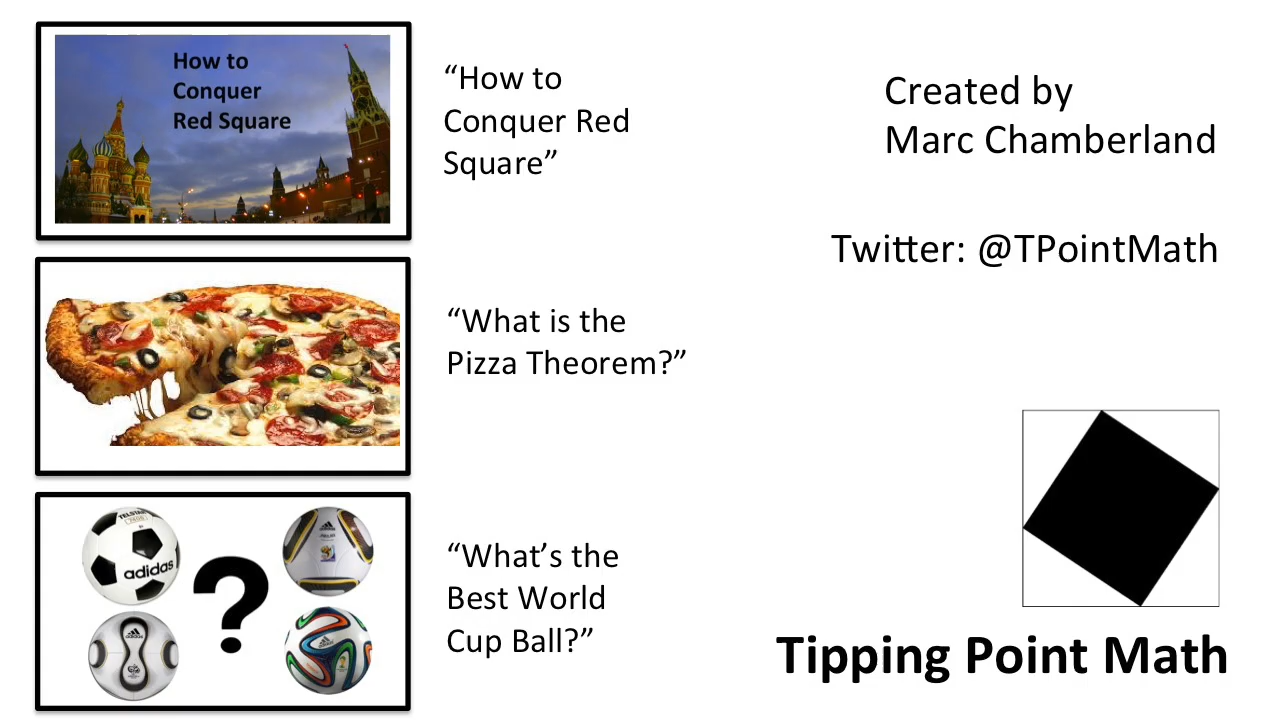 How to
Conquer
Red Square
“How to
Conquer Red
Square”
Created by
Marc Chamberland
Twitter: @TPointMath
“What is the
Pizza Theorem?”
TELSTAR
adidas
?
adidas
“What’s the
Best World
Cup Ball?”
Tipping Point Math